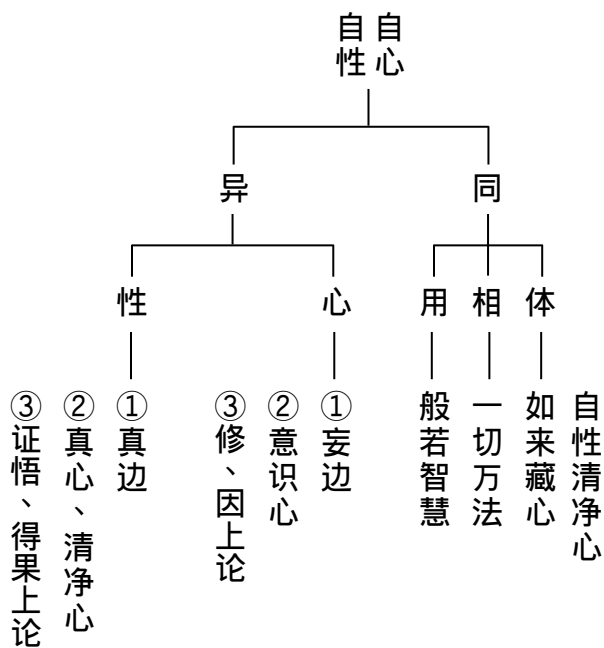 自心
自性
同
异
体
相
用
心
性
自性清净心
如来藏心
一切万法
般若智慧
①妄边
②意识心
③修、因上论
①真边
②真心、清净心
③证悟、得果上论